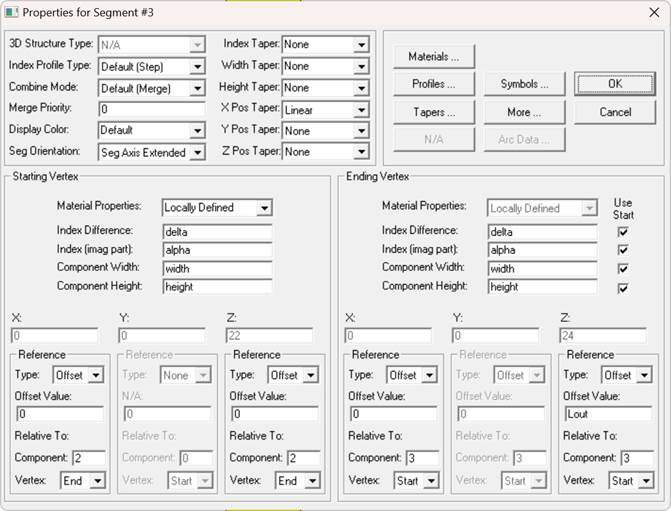 Properties for Segment #3
3D Structure Type: N/A
Index Profile Type: Default (Step)
Combine Mode: Default (Merge)
Merge Priority: 0
Display Color: Default
Seg Orientation: Seg Axis Extended
Index Taper: None
Width Taper: None
Height Taper: None
X Pos Taper: Linear
Y Pos Taper: None
Z Pos Taper: None
Materials ...
Profiles ... Symbols ... OK
Tapers ... More ... Cancel
N/A Arc Data ...
Starting Vertex
Material Properties: Locally Defined
Index Difference: delta
Index (imag part): alpha
Component Width: width
Component Height: height
X: Y: Z:
0 0 22
Reference Reference Reference
Type: Offset Type: None Type: Offset
Offset Value: N/A: Offset Value:
0 0 0
Relative To: Relative To: Relative To:
Component: 2 Component: 0 Component: 2
Vertex: End Vertex: Start Vertex: End
Ending Vertex
Material Properties: Locally Defined Use Start
Index Difference: delta
Index (imag part): alpha
Component Width: width
Component Height: height
X: Y: Z:
0 0 24
Reference Reference Reference
Type: Offset Type: Offset Type: Offset
Offset Value: Offset Value: Offset Value:
0 0 Lout
Relative To: Relative To: Relative To:
Component: 3 Component: 3 Component: 3
Vertex: Start Vertex: Start Vertex: Start